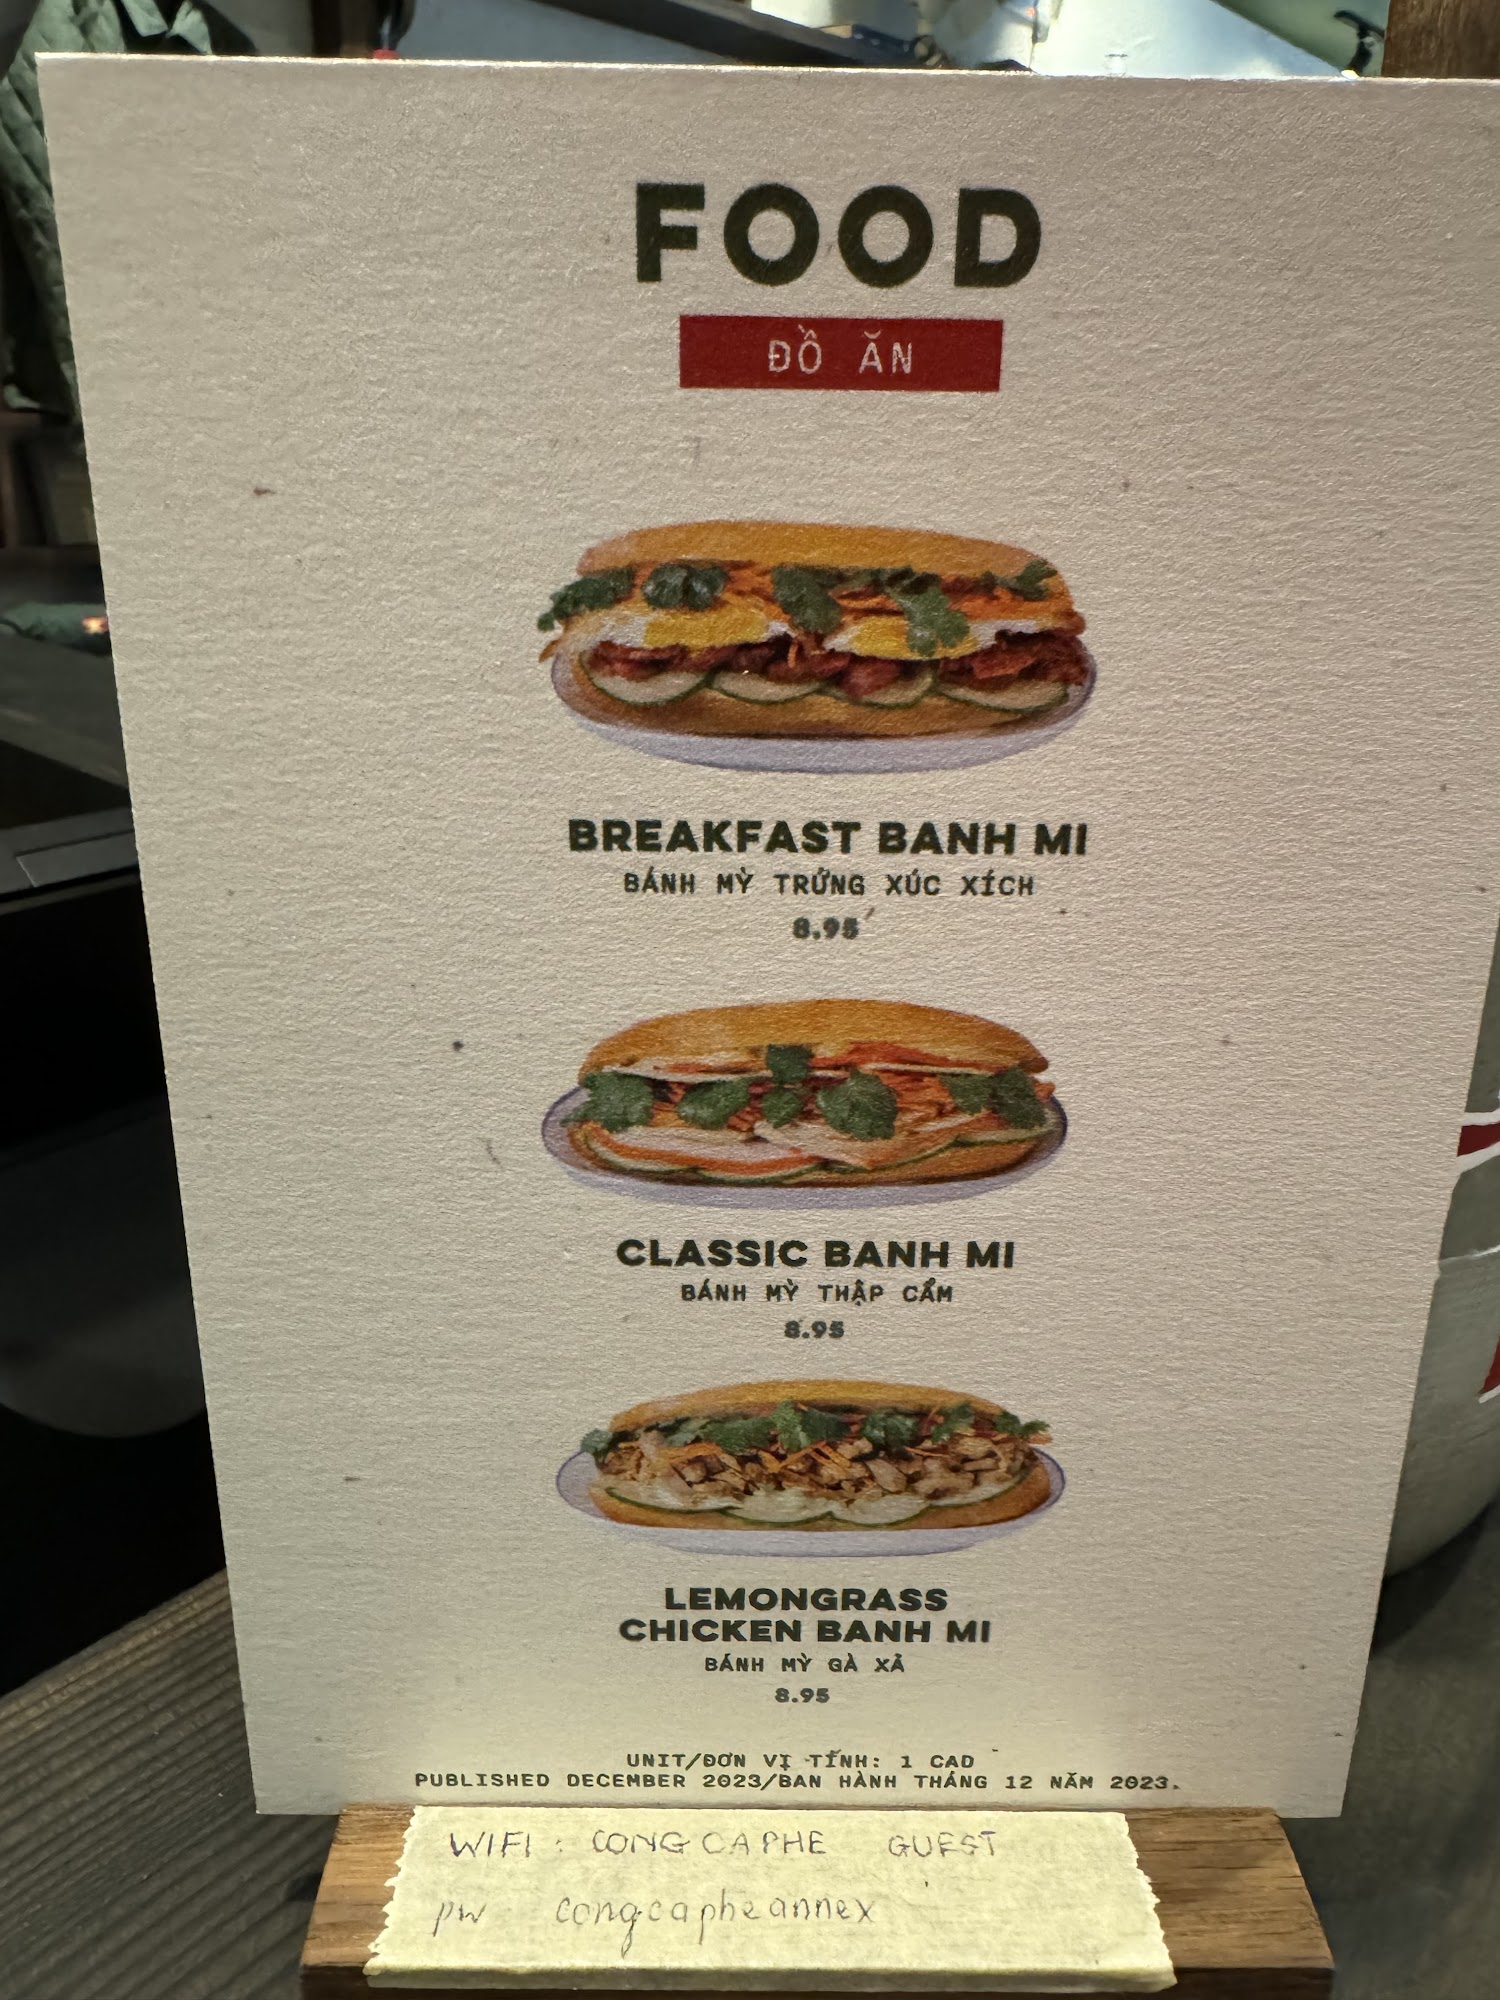 FOOD
ĐỒ ĂN
BREAKFAST BANH MI
BÁNH MỲ TRỨNG XÚC XÍCH
8.95
CLASSIC BANH MI
BÁNH MỲ THẬP CẨM
8.95
LEMONGRASS
CHICKEN BANH MI
BÁNH MỲ GÀ XẢ
8.95
UNIT/ĐƠN VỊ TÍNH: 1 CAD
PUBLISHED DECEMBER 2023/BAN HÀNH THÁNG 12 NĂM 2023.
WIFI : CONG CAPHE GUEST
pw congcapheannex